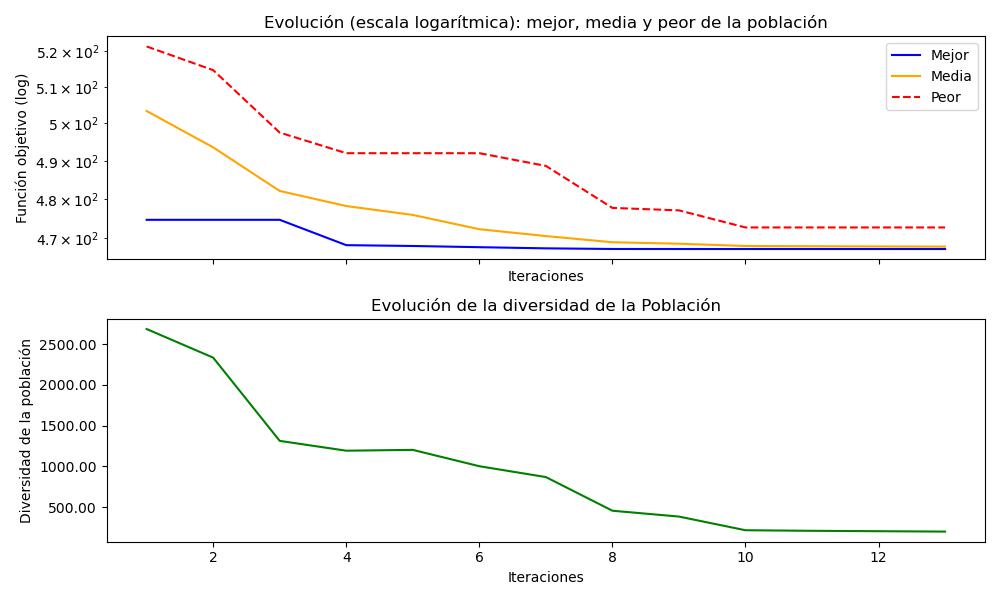 Evolución (escala logarítmica): mejor, media y peor de la población
Función objetivo (log)
5.2 × 10²
5.1 × 10²
5 × 10²
4.9 × 10²
4.8 × 10²
4.7 × 10²
Mejor
Media
Peor
Iteraciones
Evolución de la diversidad de la Población
Diversidad de la población
2500.00
2000.00
1500.00
1000.00
500.00
2 4 6 8 10 12
Iteraciones